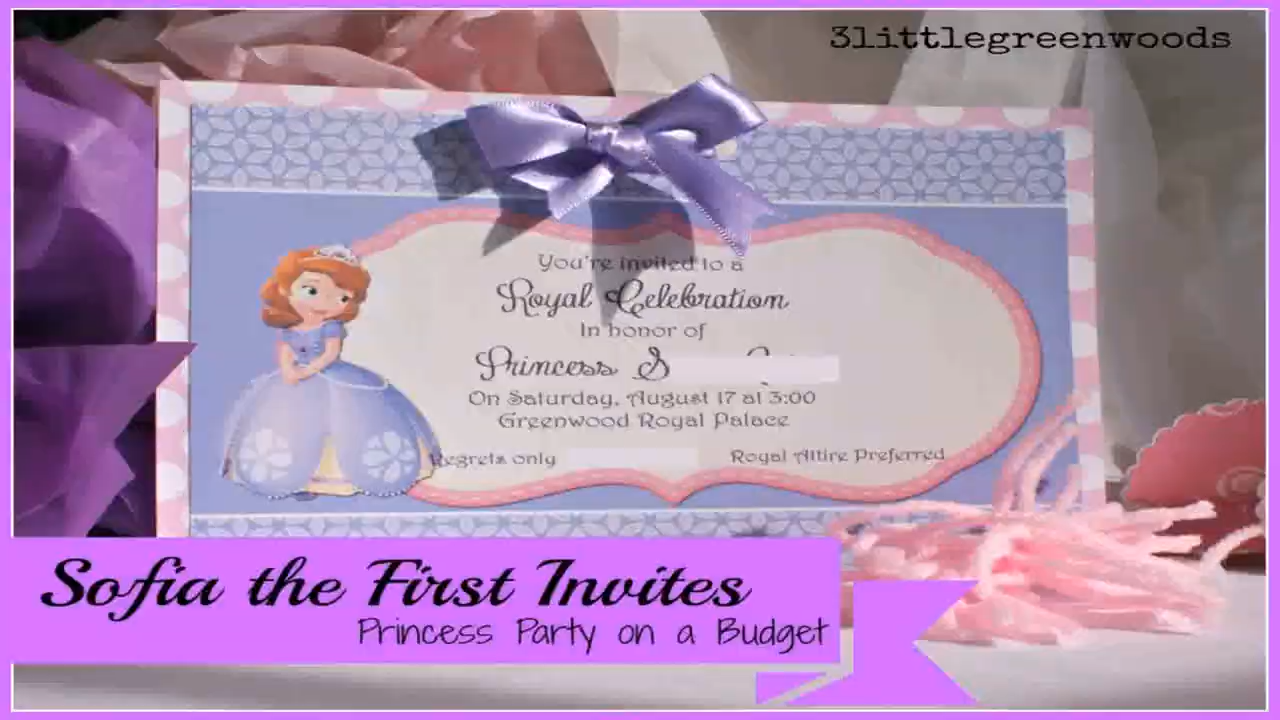 3littlegreenwoods
You're invited to a
Royal Celebration
In honor of
Princess S
On Saturday, August 17 at 3:00
Greenwood Royal Palace
Regrets only Royal Attire Preferred
Sofia the First Invites
Princess Party on a Budget